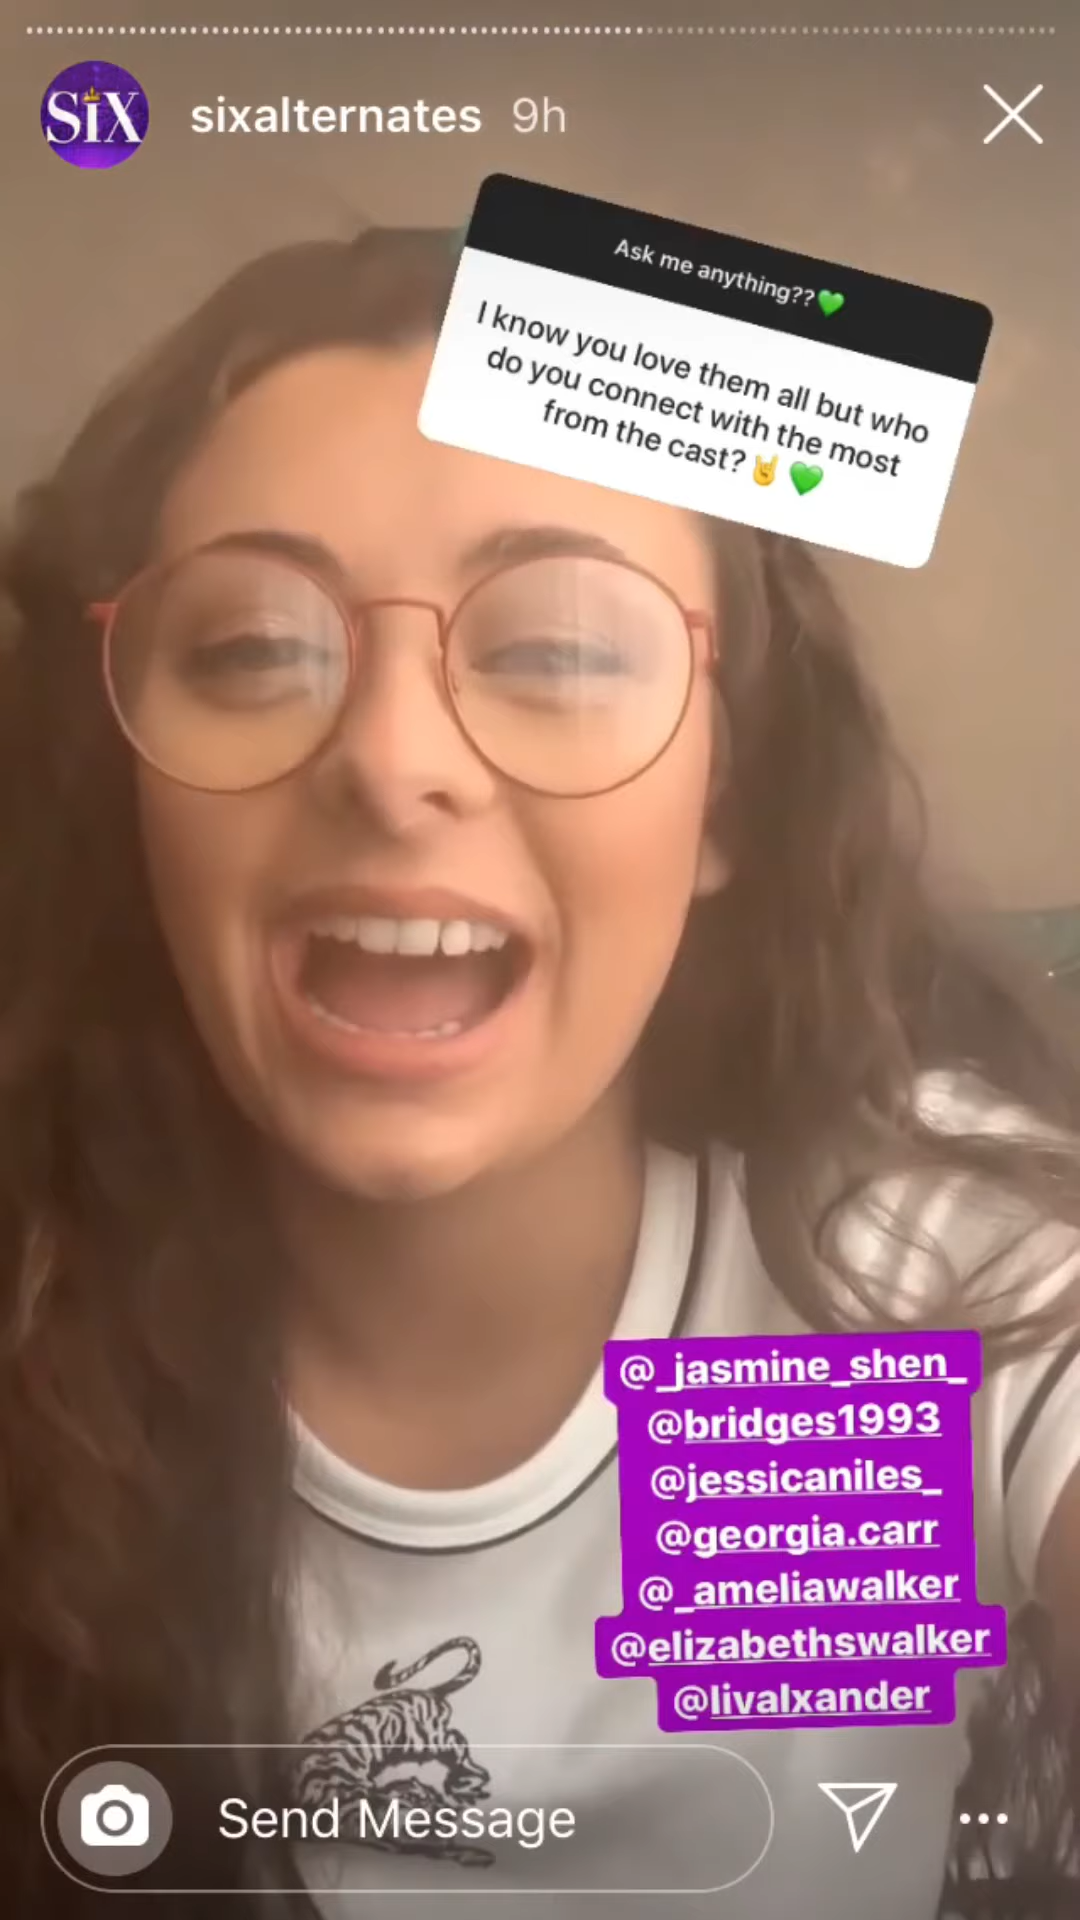 SIX
sixalternates 9h
Ask me anything??💚
I know you love them all but who
do you connect with the most
from the cast?🤘💚
@_jasmine_shen_
@bridges1993
@jessicaniles_
@georgia.carr
@_ameliawalker
@elizabethswalker
@livalxander
Send Message